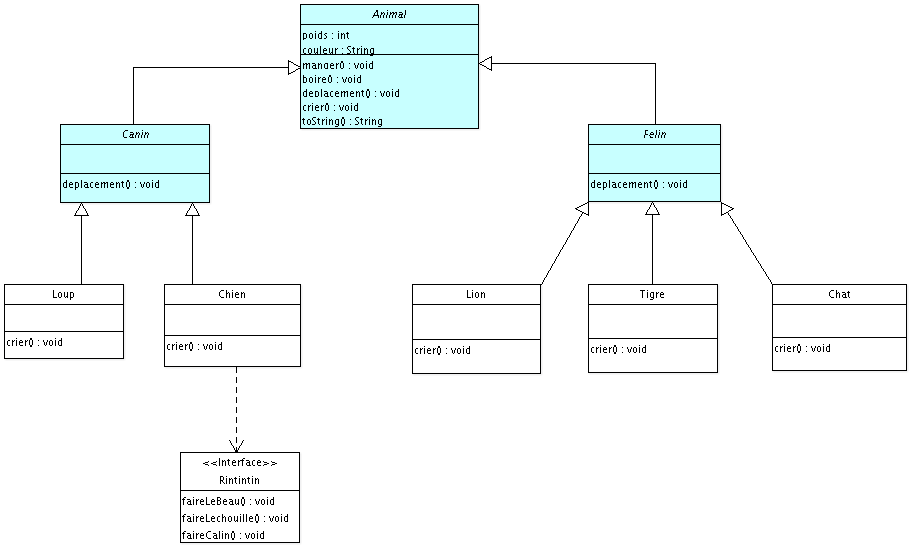 Animal
poids : int
couleur : String
manger() : void
boire() : void
deplacement() : void
crier() : void
toString() : String
Canin
deplacement() : void
Felin
deplacement() : void
Loup
crier() : void
Chien
crier() : void
Lion
crier() : void
Tigre
crier() : void
Chat
crier() : void
<<Interface>>
Rintintin
faireLeBeau() : void
faireLechouille() : void
faireCalin() : void